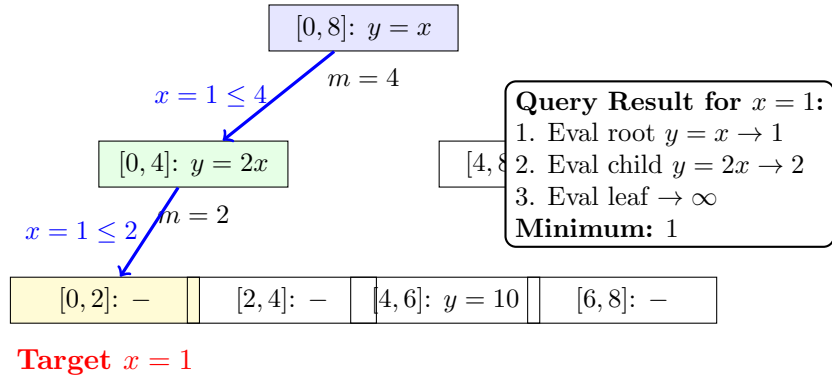 [0, 8]: y = x
m = 4
x = 1 ≤ 4
Query Result for x = 1:
1. Eval root y = x → 1
2. Eval child y = 2x → 2
3. Eval leaf → ∞
Minimum: 1
[0, 4]: y = 2x
[4, 8
m = 2
x = 1 ≤ 2
[0, 2]: −
[2, 4]: −
[4, 6]: y = 10
[6, 8]: −
Target x = 1